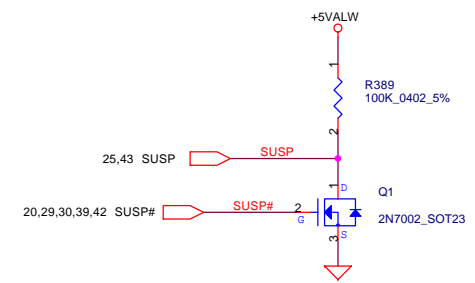 +5VALW
1
R389
100K_0402_5%
2
25,43 SUSP
SUSP
1
D
Q1
20,29,30,39,42 SUSP#
SUSP#
2
G
2N7002_SOT23
3
S